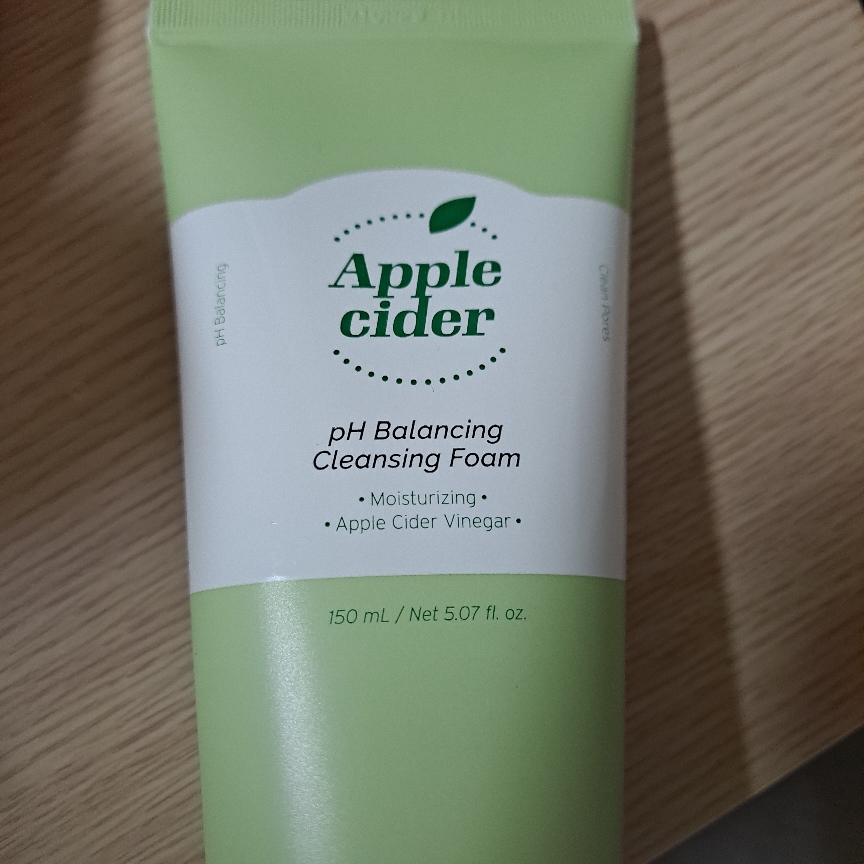 Apple
cider
pH Balancing
Cleansing Foam
• Moisturizing •
• Apple Cider Vinegar •
150 mL / Net 5.07 fl. oz.
pH Balancing
Clean Pores